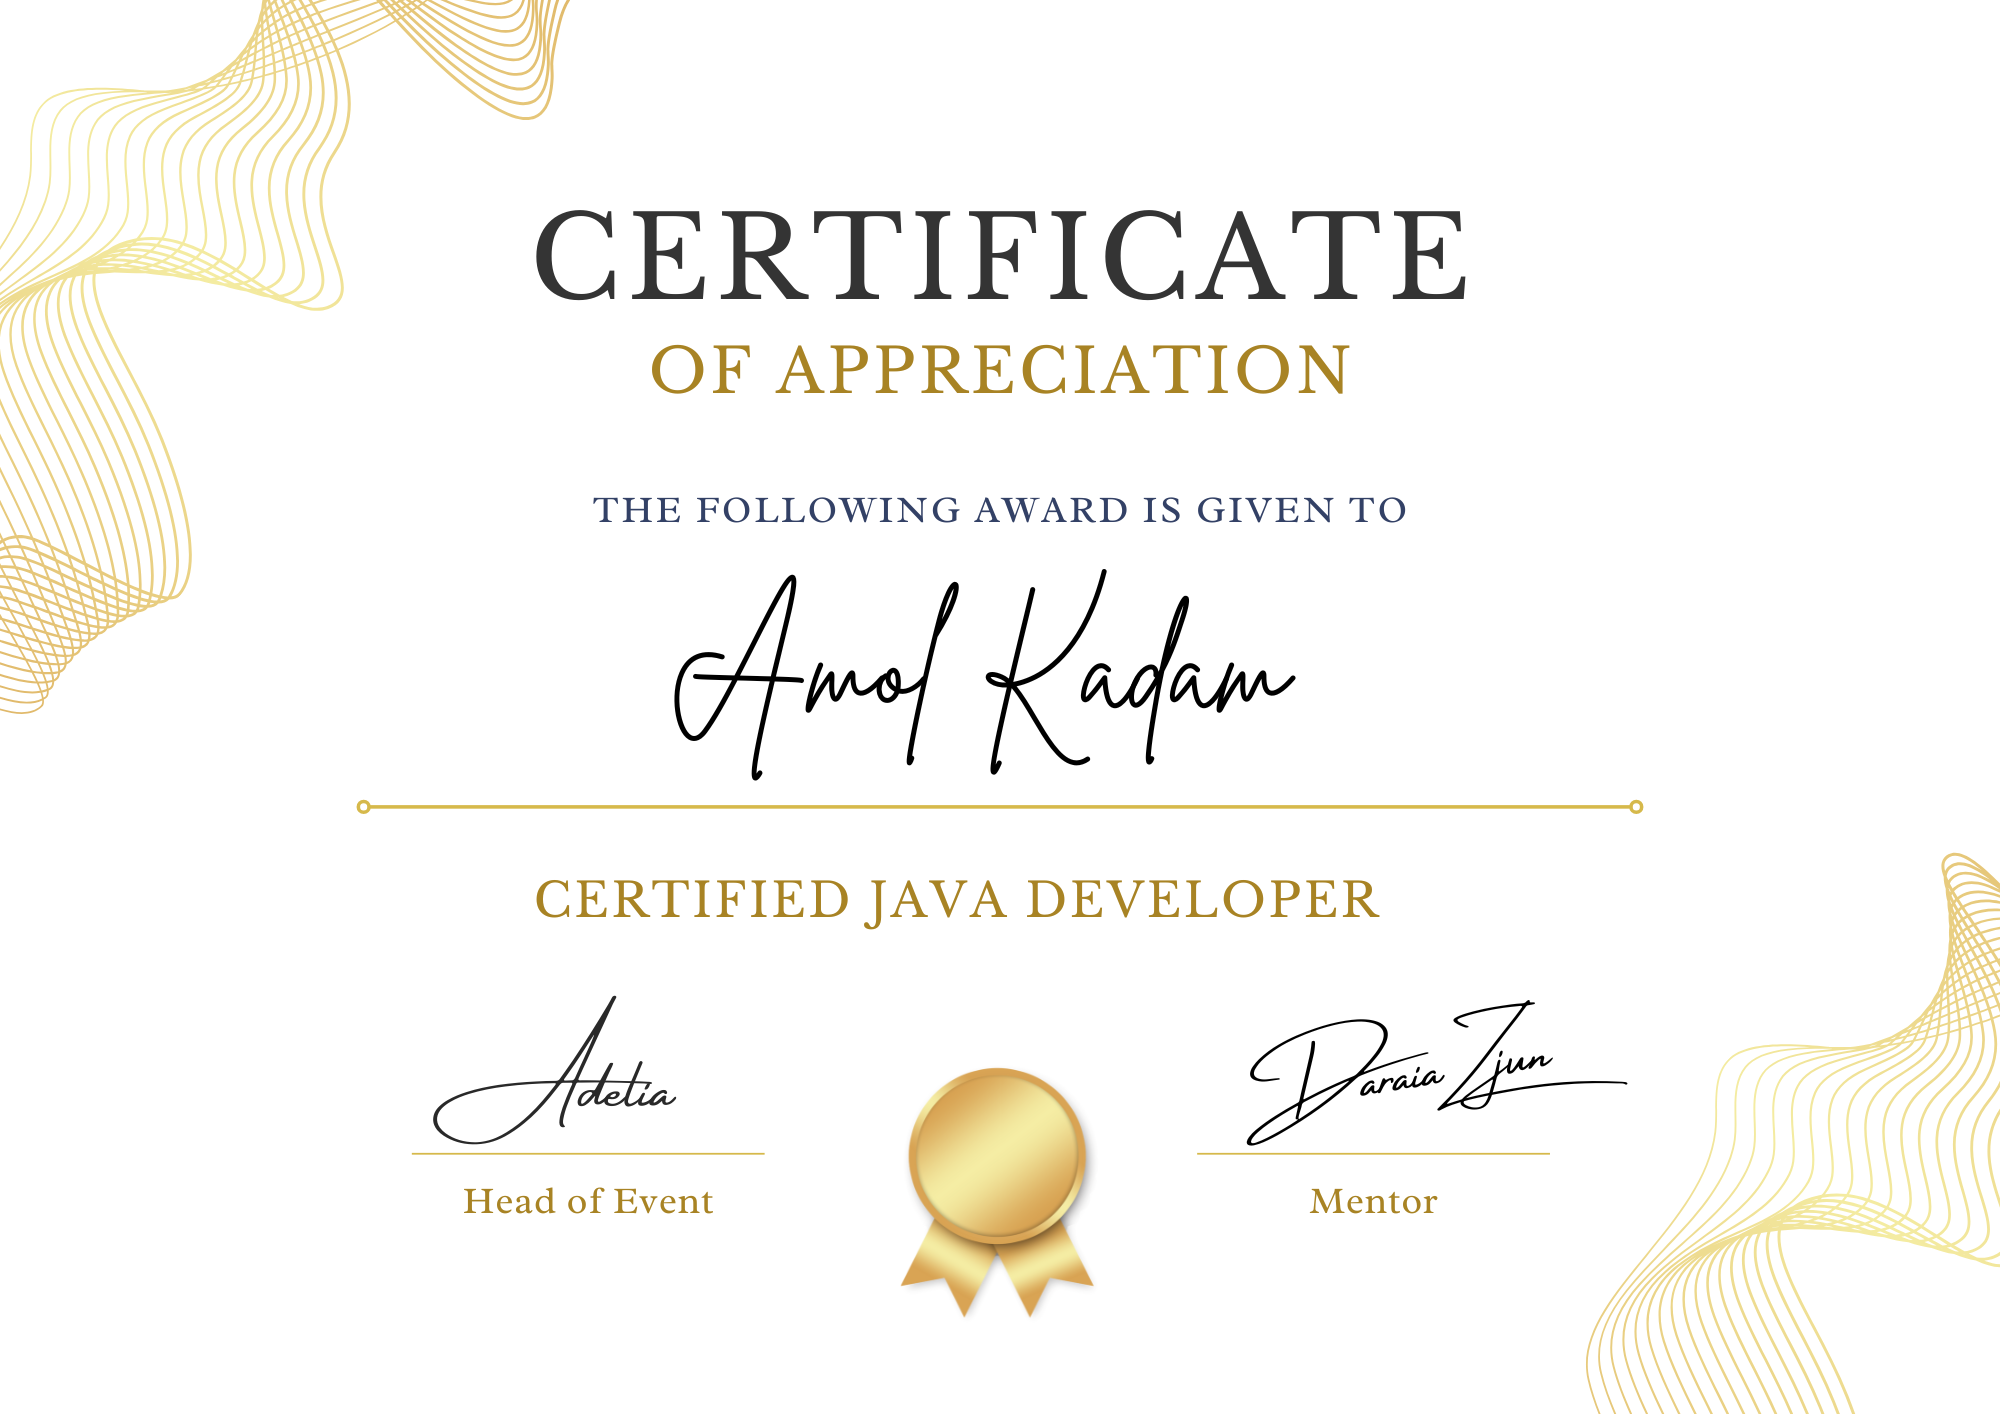 CERTIFICATE
OF APPRECIATION
THE FOLLOWING AWARD IS GIVEN TO
Amol Kadam
CERTIFIED JAVA DEVELOPER
Adelia
Daraia Zjun
Head of Event
Mentor